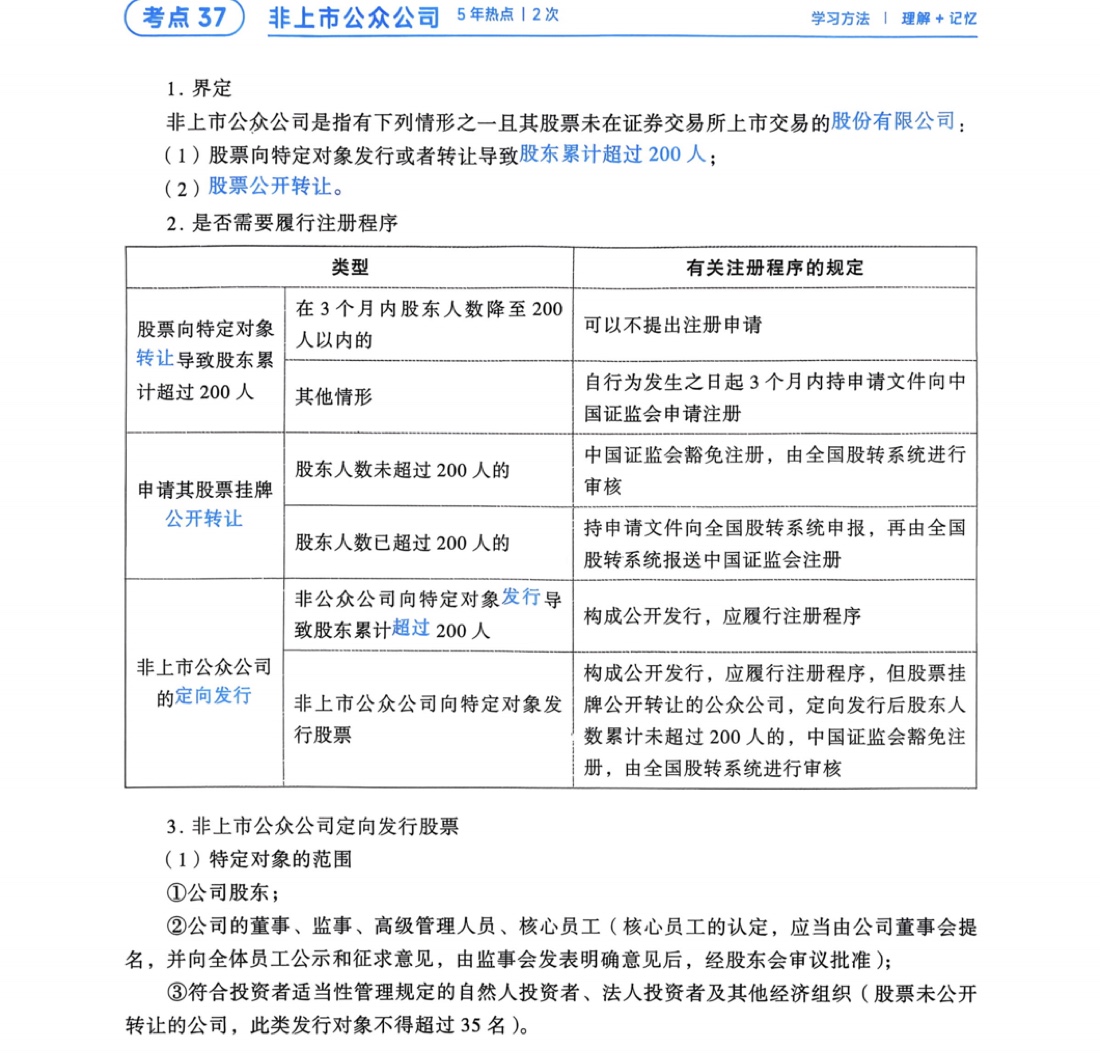 考点 37 非上市公众公司 5年热点 | 2次 学习方法 | 理解+记忆
1. 界定
非上市公众公司是指有下列情形之一且其股票未在证券交易所上市交易的股份有限公司：
（1）股票向特定对象发行或者转让导致股东累计超过 200 人；
（2）股票公开转让。
2. 是否需要履行注册程序
类型 有关注册程序的规定
股票向特定对象
转让导致股东累
计超过 200 人
在 3 个月内股东人数降至 200
人以内的
可以不提出注册申请
其他情形
自行为发生之日起 3 个月内持申请文件向中
国证监会申请注册
申请其股票挂牌
公开转让
股东人数未超过 200 人的
中国证监会豁免注册，由全国股转系统进行
审核
股东人数已超过 200 人的
持申请文件向全国股转系统申报，再由全国
股转系统报送中国证监会注册
非上市公众公司
的定向发行
非公众公司向特定对象发行导
致股东累计超过 200 人
构成公开发行，应履行注册程序
非上市公众公司向特定对象发
行股票
构成公开发行，应履行注册程序，但股票挂
牌公开转让的公众公司，定向发行后股东人
数累计未超过 200 人的，中国证监会豁免注
册，由全国股转系统进行审核
3. 非上市公众公司定向发行股票
（1）特定对象的范围
①公司股东；
②公司的董事、监事、高级管理人员、核心员工（核心员工的认定，应当由公司董事会提
名，并向全体员工公示和征求意见，由监事会发表明确意见后，经股东会审议批准）；
③符合投资者适当性管理规定的自然人投资者、法人投资者及其他经济组织（股票未公开
转让的公司，此类发行对象不得超过 35 名）。